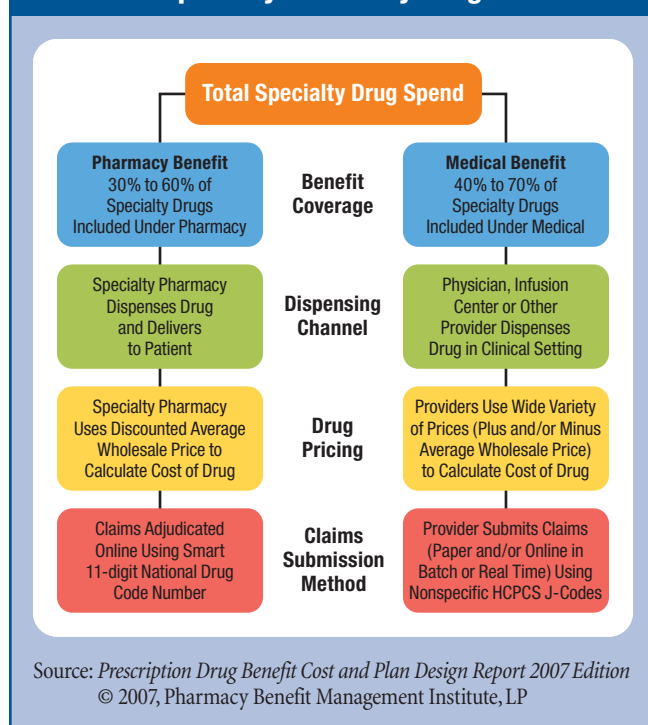 Total Specialty Drug Spend
Pharmacy Benefit
30% to 60% of
Specialty Drugs
Included Under Pharmacy
Benefit
Coverage
Medical Benefit
40% to 70% of
Specialty Drugs
Included Under Medical
Specialty Pharmacy
Dispenses Drug
and Delivers
to Patient
Dispensing
Channel
Physician, Infusion
Center or Other
Provider Dispenses
Drug in Clinical Setting
Specialty Pharmacy
Uses Discounted Average
Wholesale Price to
Calculate Cost of Drug
Drug
Pricing
Providers Use Wide Variety
of Prices (Plus and/or Minus
Average Wholesale Price)
to Calculate Cost of Drug
Claims Adjudicated
Online Using Smart
11-digit National Drug
Code Number
Claims
Submission
Method
Provider Submits Claims
(Paper and/or Online in
Batch or Real Time) Using
Nonspecific HCPCS J-Codes
Source: Prescription Drug Benefit Cost and Plan Design Report 2007 Edition
© 2007, Pharmacy Benefit Management Institute, LP